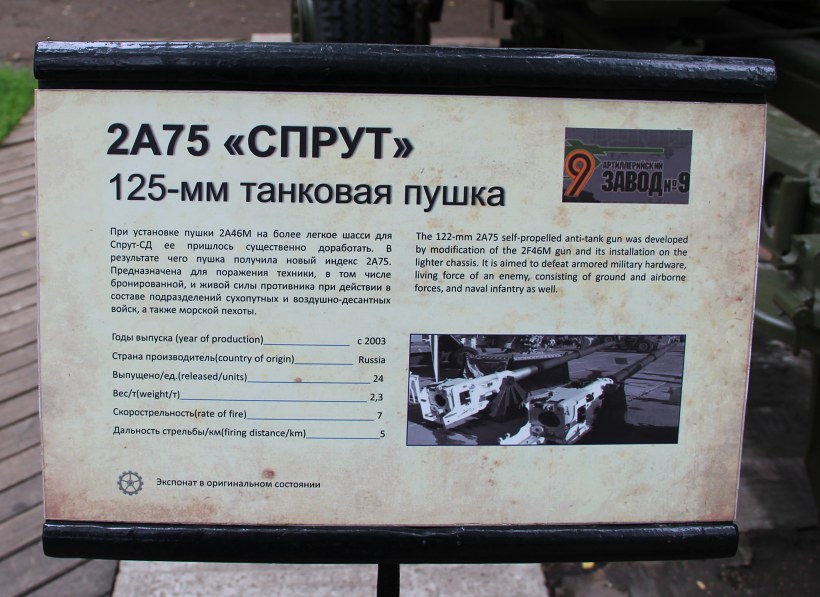 2А75 «СПРУТ»
125-мм танковая пушка
9 АРТИЛЛЕРИЙСКИЙ
ЗАВОД №9
При установке пушки 2А46М на более легкое шасси для
Спрут-СД ее пришлось существенно доработать. В
результате чего пушка получила новый индекс 2А75.
Предназначена для поражения техники, в том числе
бронированной, и живой силы противника при действии в
составе подразделений сухопутных и воздушно-десантных
войск, а также морской пехоты.
The 122-mm 2A75 self-propelled anti-tank gun was developed
by modification of the 2F46M gun and its installation on the
lighter chassis. It is aimed to defeat armored military hardware,
living force of an enemy, consisting of ground and airborne
forces, and naval infantry as well.
Годы выпуска (year of production) с 2003
Страна производитель(country of origin) Russia
Выпущено/ед.(released/units) 24
Вес/т(weight/т) 2,3
Скорострельность(rate of fire) 7
Дальность стрельбы/км(firing distance/km) 5
Экспонат в оригинальном состоянии